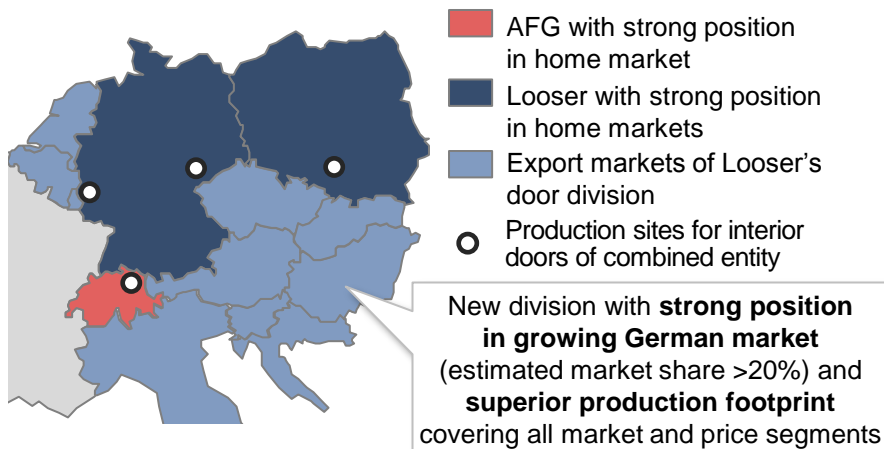 AFG with strong position
in home market
Looser with strong position
in home markets
Export markets of Looser's
door division
Production sites for interior
doors of combined entity
New division with strong position
in growing German market
(estimated market share >20%) and
superior production footprint
covering all market and price segments